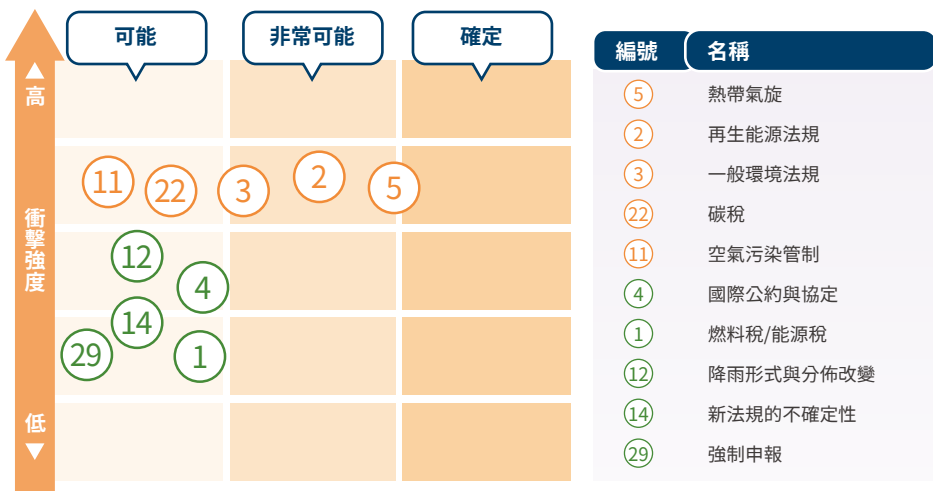 可能
非常可能
確定
高
衝擊強度
低
11
22
3
2
5
12
4
14
29
1
編號 名稱
5 熱帶氣旋
2 再生能源法規
3 一般環境法規
22 碳稅
11 空氣污染管制
4 國際公約與協定
1 燃料稅/能源稅
12 降雨形式與分佈改變
14 新法規的不確定性
29 強制申報